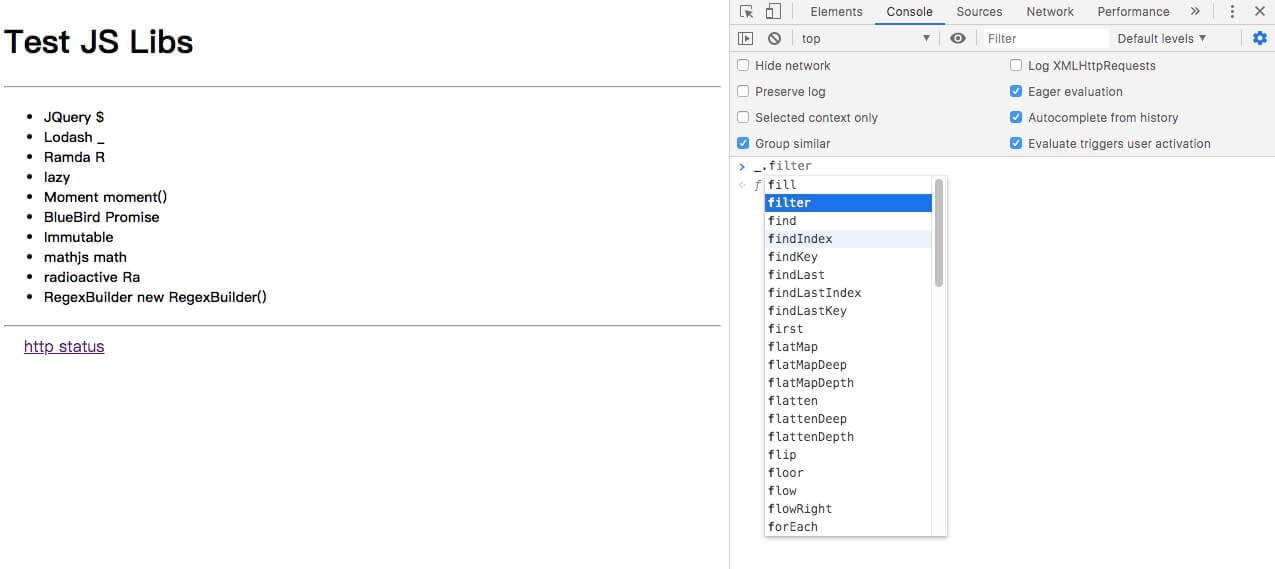 Test JS Libs
JQuery $
Lodash _
Ramda R
lazy
Moment moment()
BlueBird Promise
Immutable
mathjs math
radioactive Ra
RegexBuilder new RegexBuilder()
http status
Elements Console Sources Network Performance »
top Filter Default levels
Hide network Log XMLHttpRequests
Preserve log Eager evaluation
Selected context only Autocomplete from history
Group similar Evaluate triggers user activation
_.filter
f
fill
filter
find
findIndex
findKey
findLast
findLastIndex
findLastKey
first
flatMap
flatMapDeep
flatMapDepth
flatten
flattenDeep
flattenDepth
flip
floor
flow
flowRight
forEach